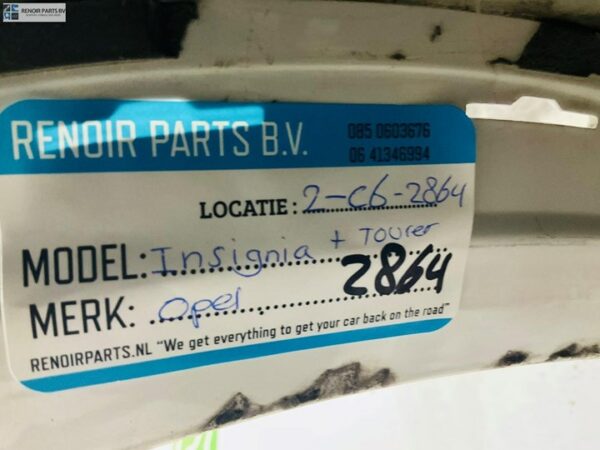 RENOIR PARTS BV
RENOIR PARTS B.V.
085 0603676
06 41346994
LOCATIE: 2-C6-2864
MODEL: Insignia + Tourer
2864
MERK: Opel
RENOIRPARTS.NL "We get everything to get your car back on the road"